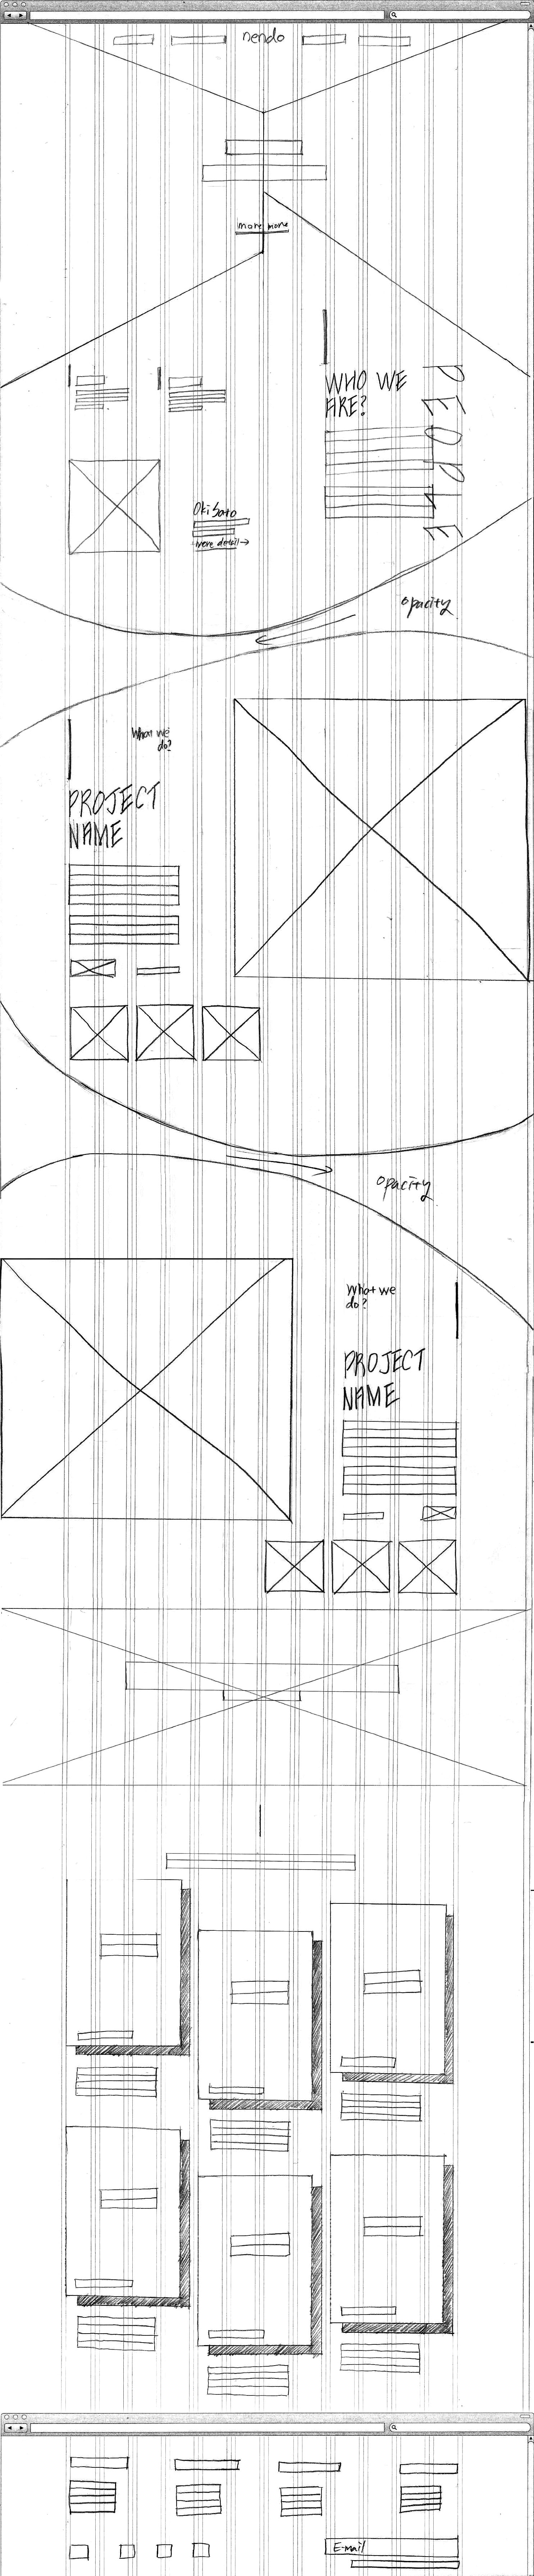 nendo
more more
WHO WE
ARE?
PEOPLE
Oki Sato
more detail→
opacity
What we
do?
PROJECT
NAME
opacity
What we
do?
PROJECT
NAME
E-mail